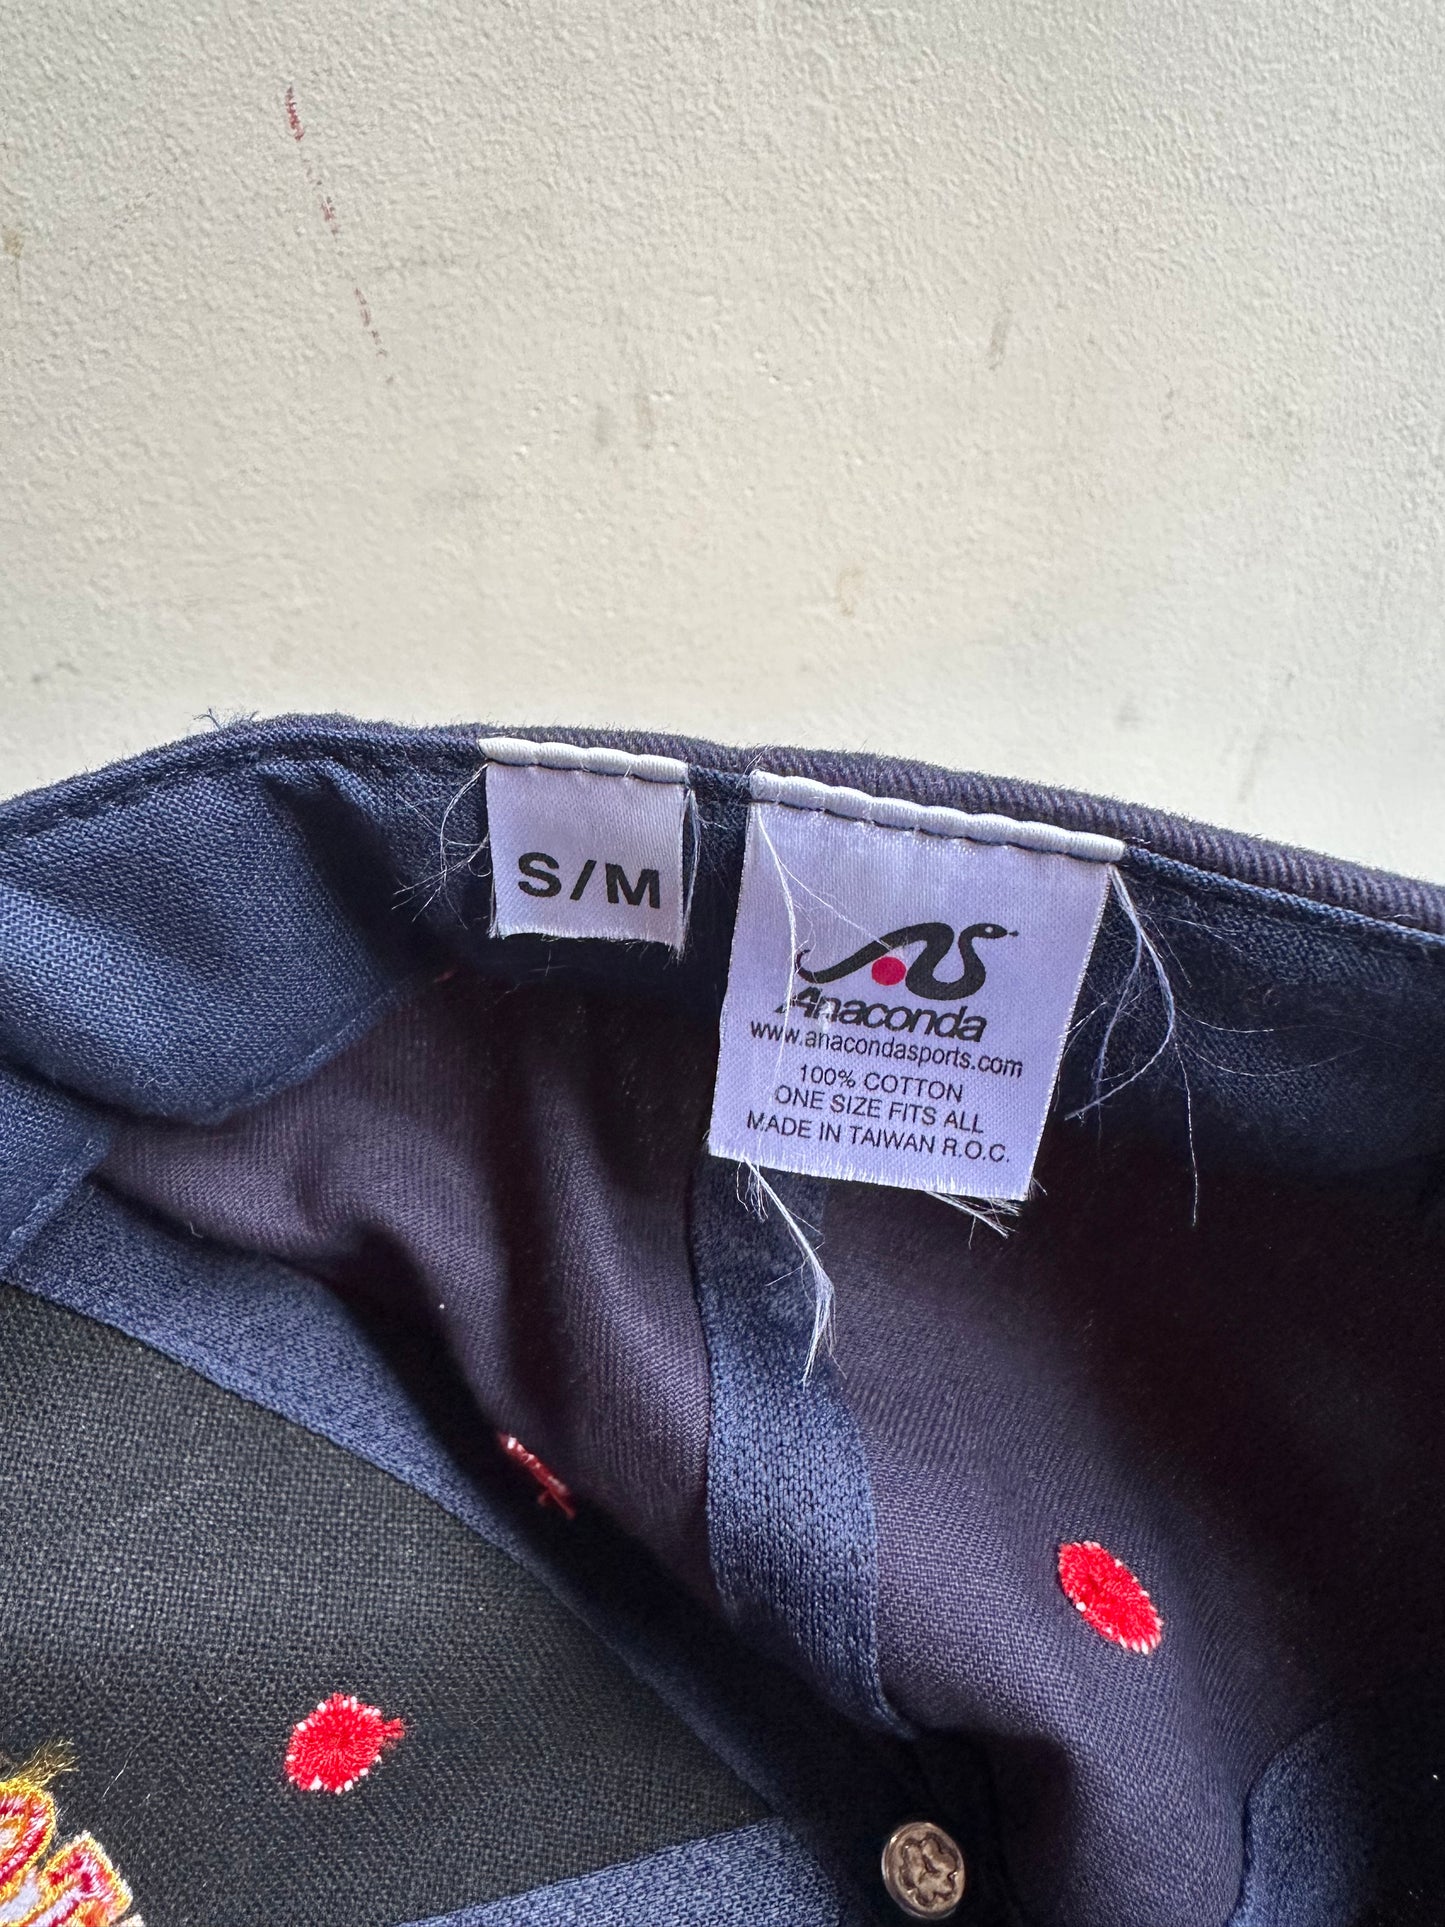 S/M
Anaconda
www.anacondasports.com
100% COTTON
ONE SIZE FITS ALL
MADE IN TAIWAN R.O.C.